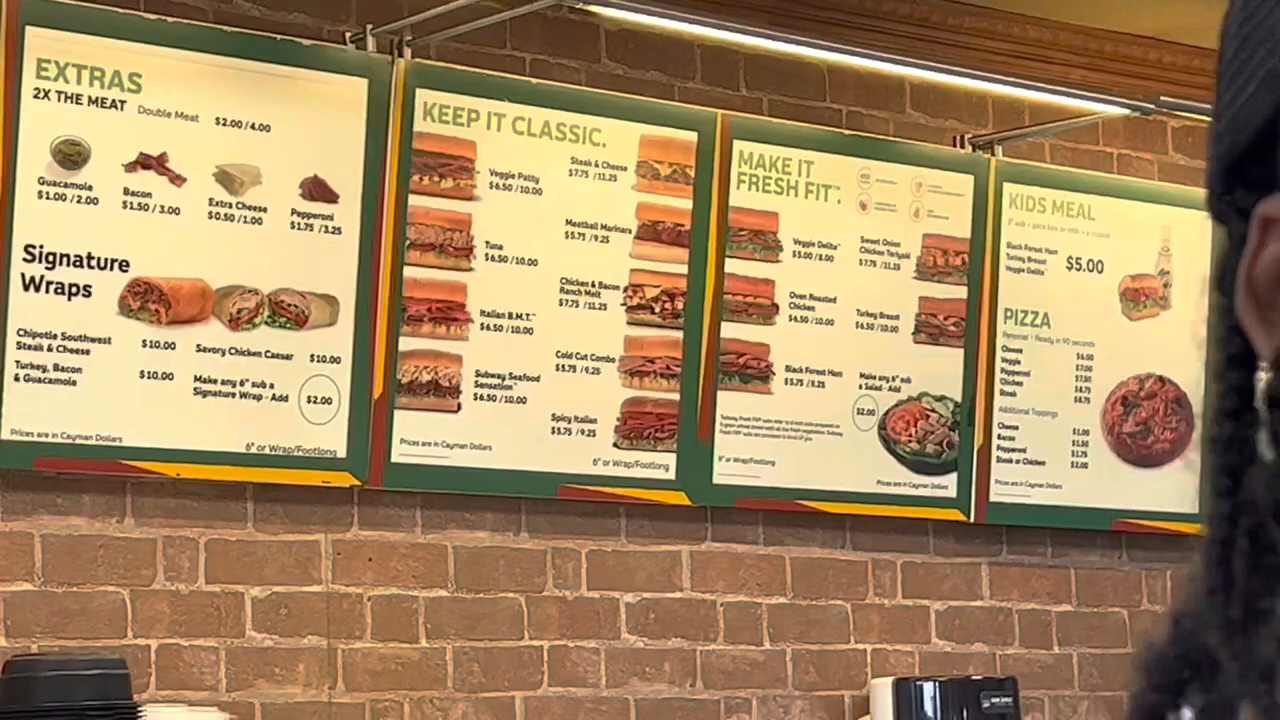 EXTRAS
2X THE MEAT Double Meat $2.00/4.00
Guacamole
$1.00/2.00
Bacon
$1.50/3.00
Extra Cheese
$0.50/1.00
Pepperoni
$1.75/3.25
Signature
Wraps
Chipotle Southwest
Steak & Cheese
$10.00
Turkey, Bacon
& Guacamole
$10.00
Savory Chicken Caesar $10.00
Make any 6" sub a
Signature Wrap - Add
$2.00
Prices are in Cayman Dollars
6" or Wrap/Footlong
KEEP IT CLASSIC.
Veggie Patty
$6.50/10.00
Tuna
$6.50/10.00
Italian B.M.T.™
$6.50/10.00
Subway Seafood
Sensation™
$6.50/10.00
Steak & Cheese
$7.75/11.25
Meatball Marinara
$5.75/9.25
Chicken & Bacon
Ranch Melt
$7.75/11.25
Cold Cut Combo
$5.75/9.25
Spicy Italian
$5.75/9.25
Prices are in Cayman Dollars
6" or Wrap/Footlong
MAKE IT
FRESH FIT™.
Veggie Delite™
$5.00/8.00
Oven Roasted
Chicken
$6.50/10.00
Black Forest Ham
$5.75/9.25
Sweet Onion
Chicken Teriyaki
$7.75/11.25
Turkey Breast
$6.50/10.00
Make any 6" sub
a Salad - Add
$2.00
6" or Wrap/Footlong
Prices are in Cayman Dollars
KIDS MEAL
Black Forest Ham
Turkey Breast
Veggie Delite™
$5.00
PIZZA
Personal - Ready in 90 seconds
Cheese $6.00
Veggie $7.00
Pepperoni $7.50
Chicken $8.75
Steak $8.75
Additional Toppings
Cheese $1.00
Bacon $1.50
Pepperoni $1.75
Steak or Chicken $2.00
Prices are in Cayman Dollars